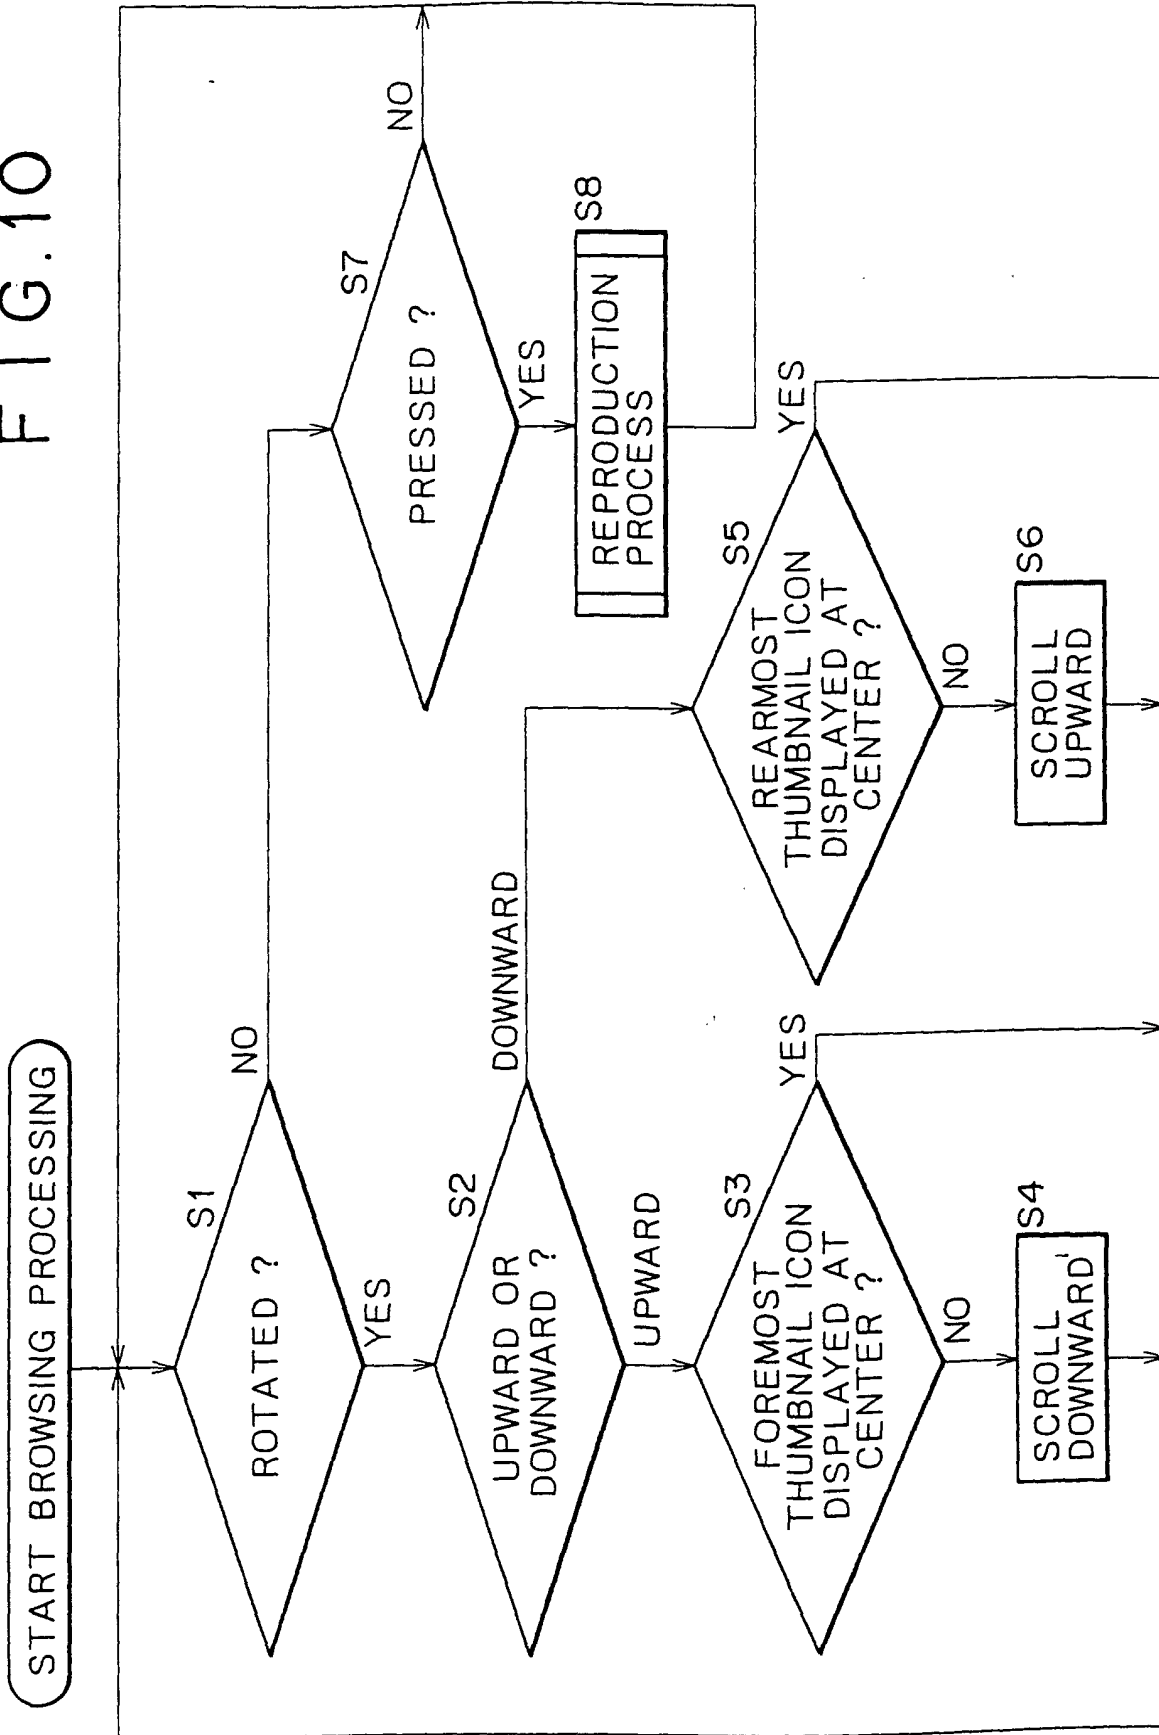 FIG.10
START BROWSING PROCESSING
S1
ROTATED ?
NO
YES
S2
UPWARD OR
DOWNWARD ?
DOWNWARD
UPWARD
S3
FOREMOST
THUMBNAIL ICON
DISPLAYED AT
CENTER ?
YES
NO
S4
SCROLL
DOWNWARD
S5
REARMOST
THUMBNAIL ICON
DISPLAYED AT
CENTER ?
YES
NO
S6
SCROLL
UPWARD
S7
PRESSED ?
NO
YES
S8
REPRODUCTION
PROCESS